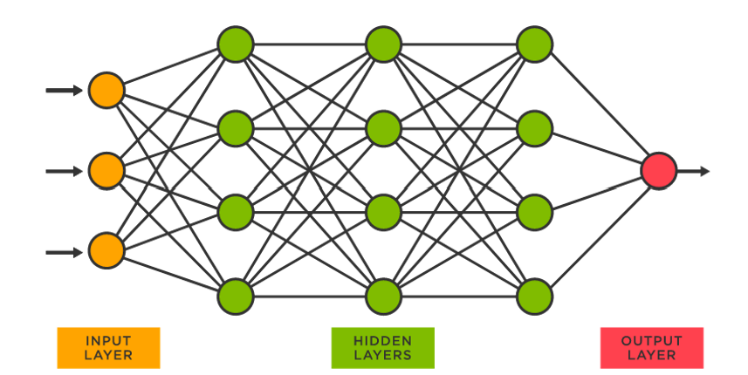 INPUT
LAYER
HIDDEN
LAYERS
OUTPUT
LAYER